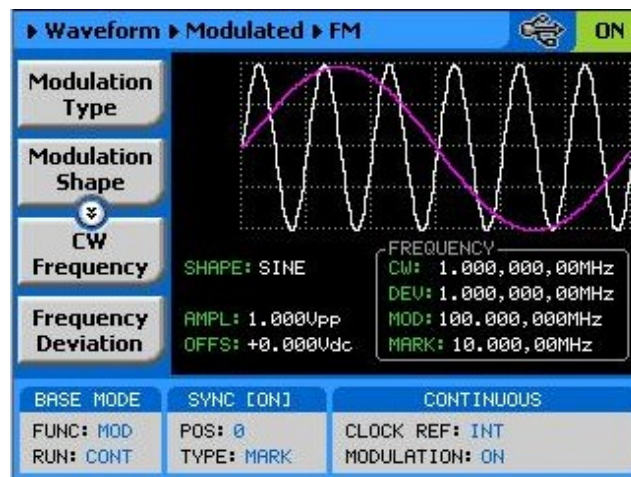 Waveform Modulated FM ON
Modulation
Type
Modulation
Shape
CW
Frequency
Frequency
Deviation
SHAPE: SINE
AMPL: 1.000Vpp
OFFS: +0.000Vdc
FREQUENCY
CW: 1.000,000,00MHz
DEV: 1.000,000,00MHz
MOD: 100.000,000MHz
MARK: 10.000,00MHz
BASE MODE
FUNC: MOD
RUN: CONT
SYNC [ON]
POS: 0
TYPE: MARK
CONTINUOUS
CLOCK REF: INT
MODULATION: ON